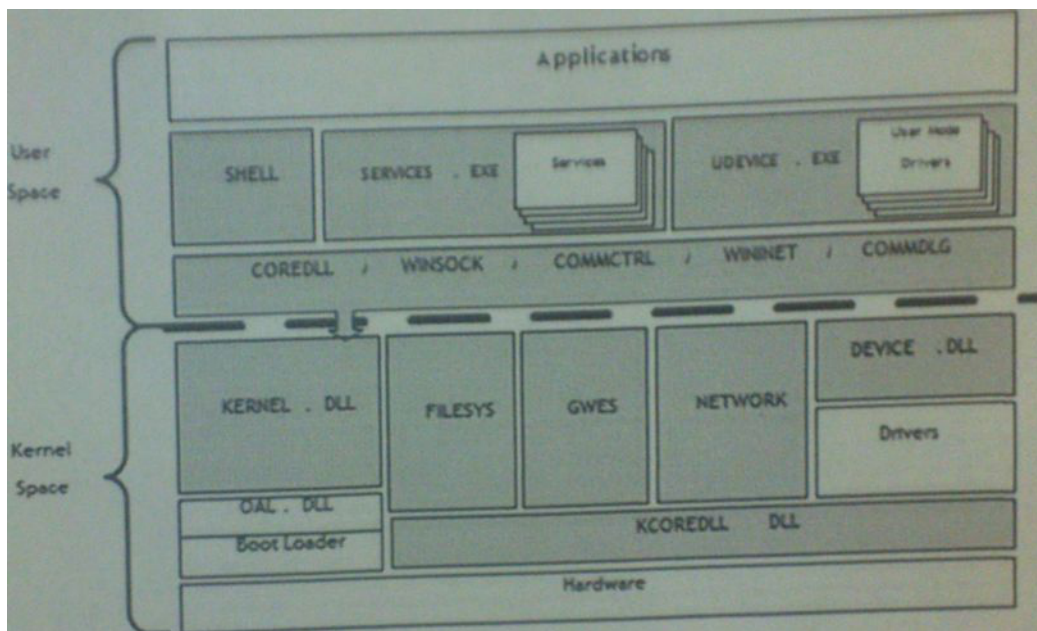 Applications
User
Space
SHELL
SERVICES . EXE
Services
UDEVICE . EXE
User Mode
Drivers
COREDLL , WINSOCK , COMMCTRL , WININET , COMMDLG
Kernel
Space
KERNEL . DLL
FILESYS
GWES
NETWORK
DEVICE . DLL
Drivers
OAL . DLL
Boot Loader
KCOREDLL DLL
Hardware